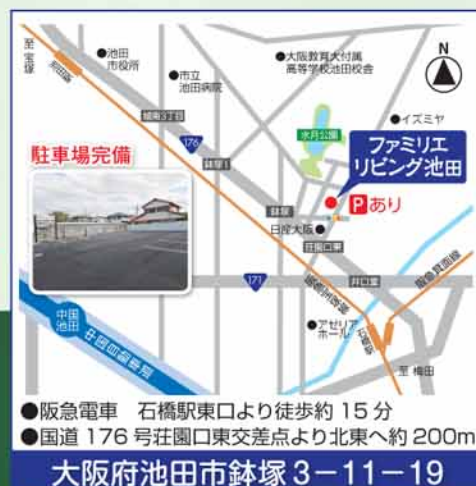 至 宝塚
池田駅
●池田
市役所
●市立
池田病院
●大阪教育大付属
高等学校池田校舎
N
城南3丁目
176
水月公園
●イズミヤ
鉢塚1
ファミリエ
リビング池田
駐車場完備
Pあり
鉢塚
日産大阪●
荘園口東
171
井口堂
阪急宝塚線
阪急箕面線
中国
池田
中国自動車道
●アゼリア
ホール
石橋駅
至 梅田
●阪急電車 石橋駅東口より徒歩約15分
●国道176号荘園口東交差点より北東へ約200m
大阪府池田市鉢塚3-11-19